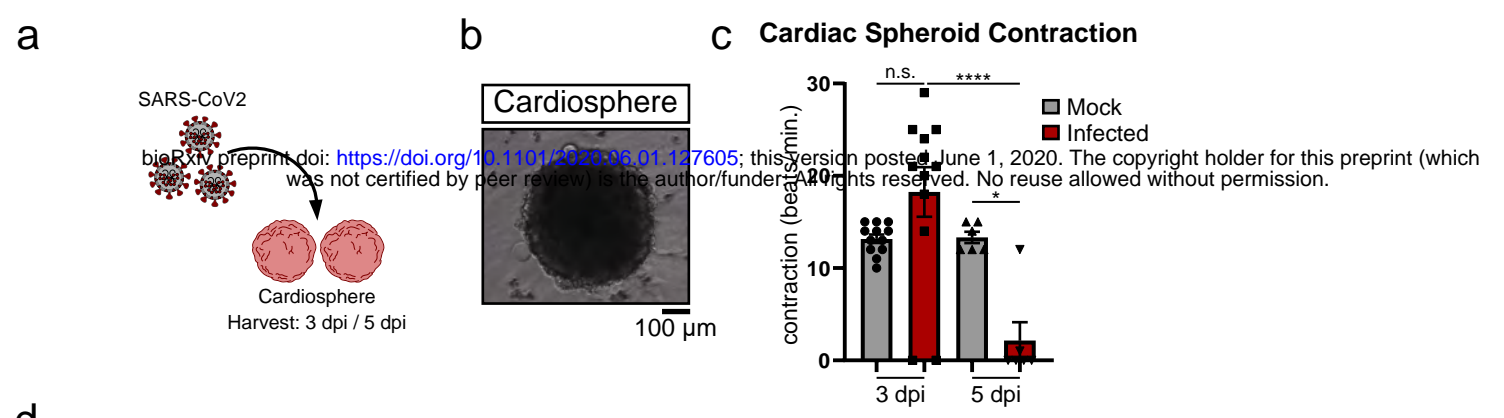 a
b
c
Cardiac Spheroid Contraction
SARS-CoV2
Cardiosphere
Harvest: 3 dpi / 5 dpi
Cardiosphere
100 µm
n.s.
****
*
30
20
10
0
contraction (beats/min.)
Mock
Infected
3 dpi
5 dpi
bioRxiv preprint doi: https://doi.org/10.1101/2020.06.01.127605; this version posted June 1, 2020. The copyright holder for this preprint (which
was not certified by peer review) is the author/funder. All rights reserved. No reuse allowed without permission.
d